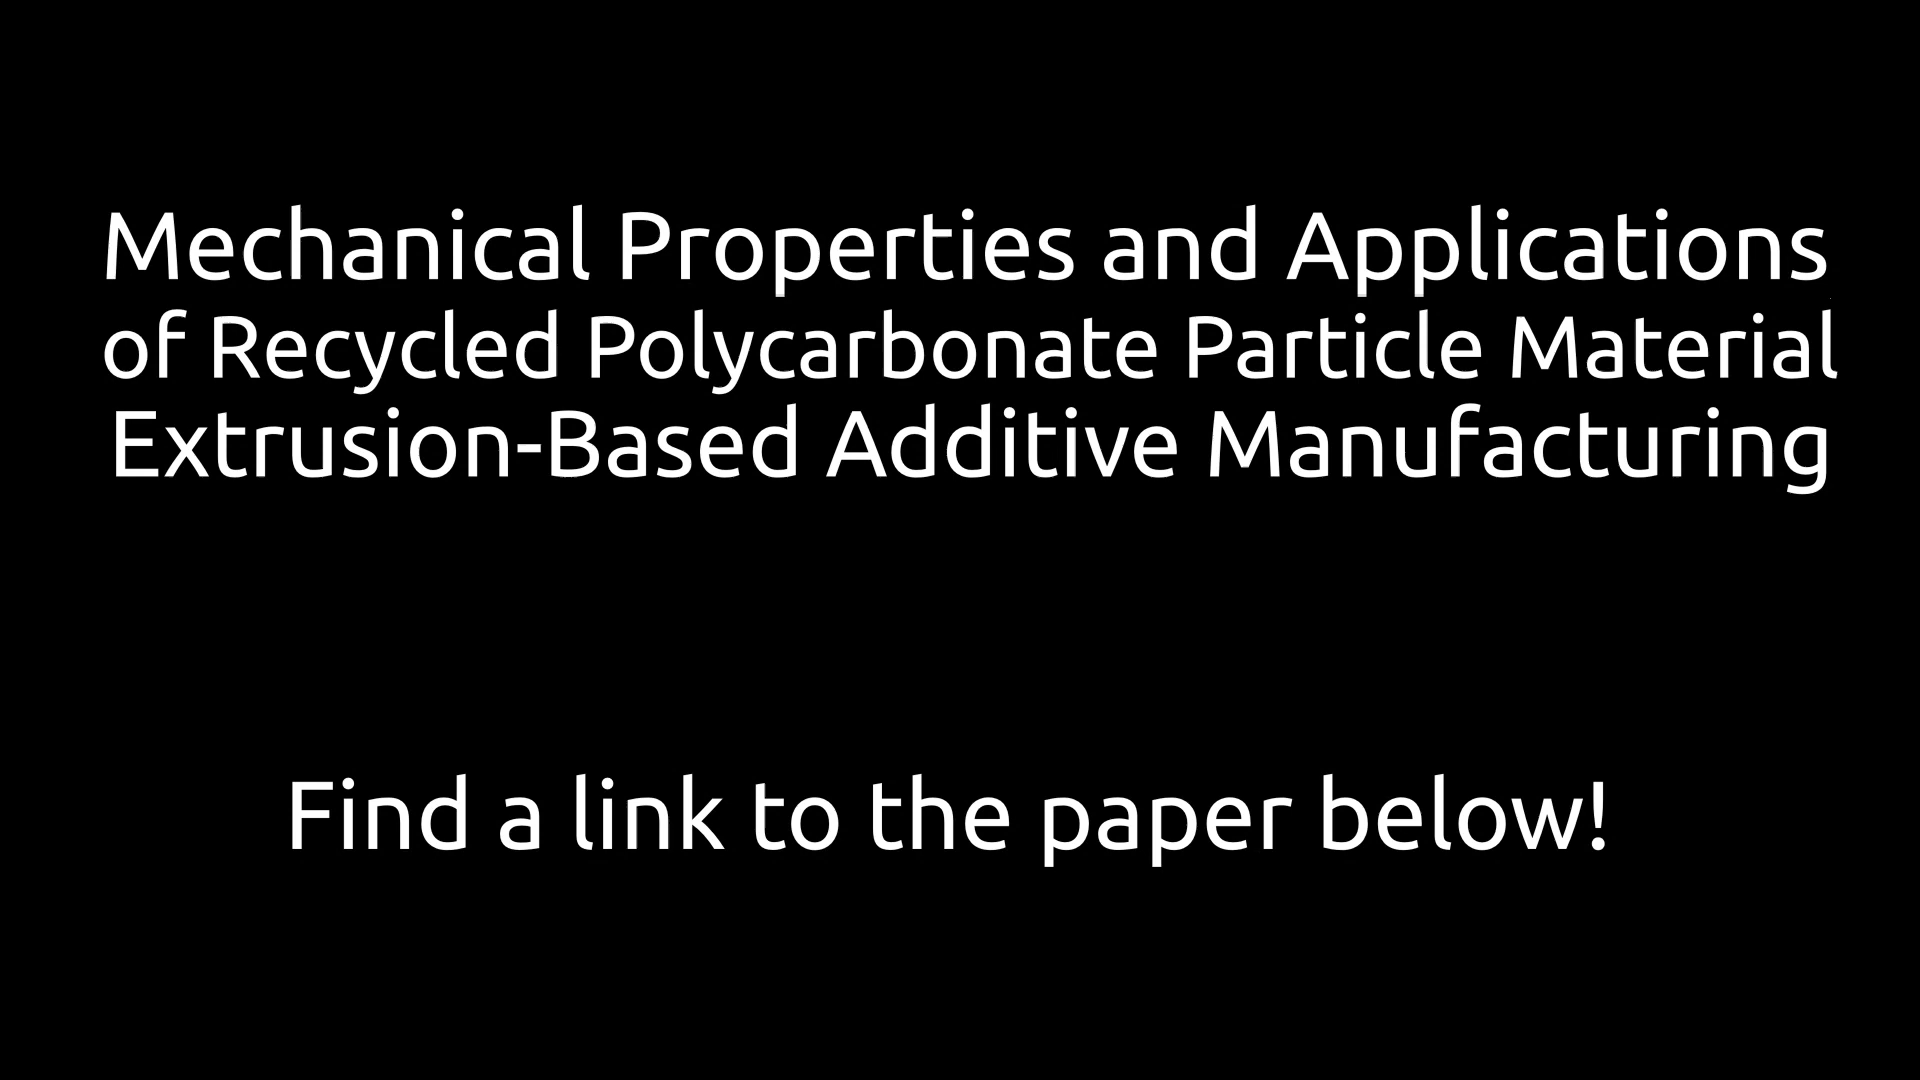 Mechanical Properties and Applications
of Recycled Polycarbonate Particle Material
Extrusion-Based Additive Manufacturing
Find a link to the paper below!